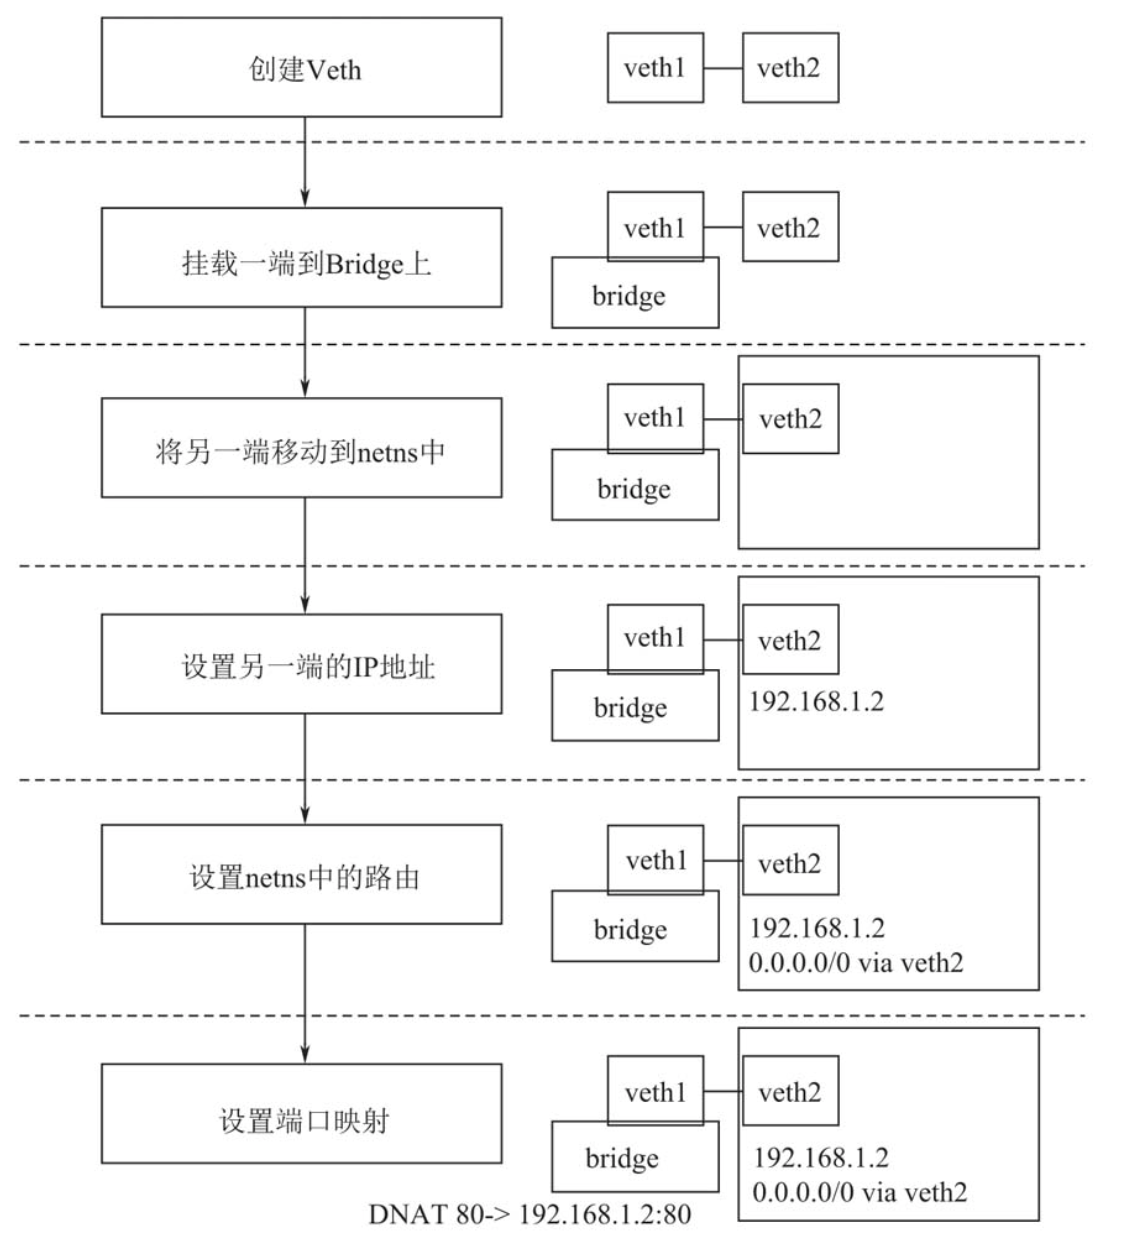 创建Veth
veth1
veth2
挂载一端到Bridge上
veth1
veth2
bridge
将另一端移动到netns中
veth1
veth2
bridge
设置另一端的IP地址
veth1
veth2
bridge
192.168.1.2
设置netns中的路由
veth1
veth2
bridge
192.168.1.2
0.0.0.0/0 via veth2
设置端口映射
veth1
veth2
bridge
192.168.1.2
0.0.0.0/0 via veth2
DNAT 80-> 192.168.1.2:80